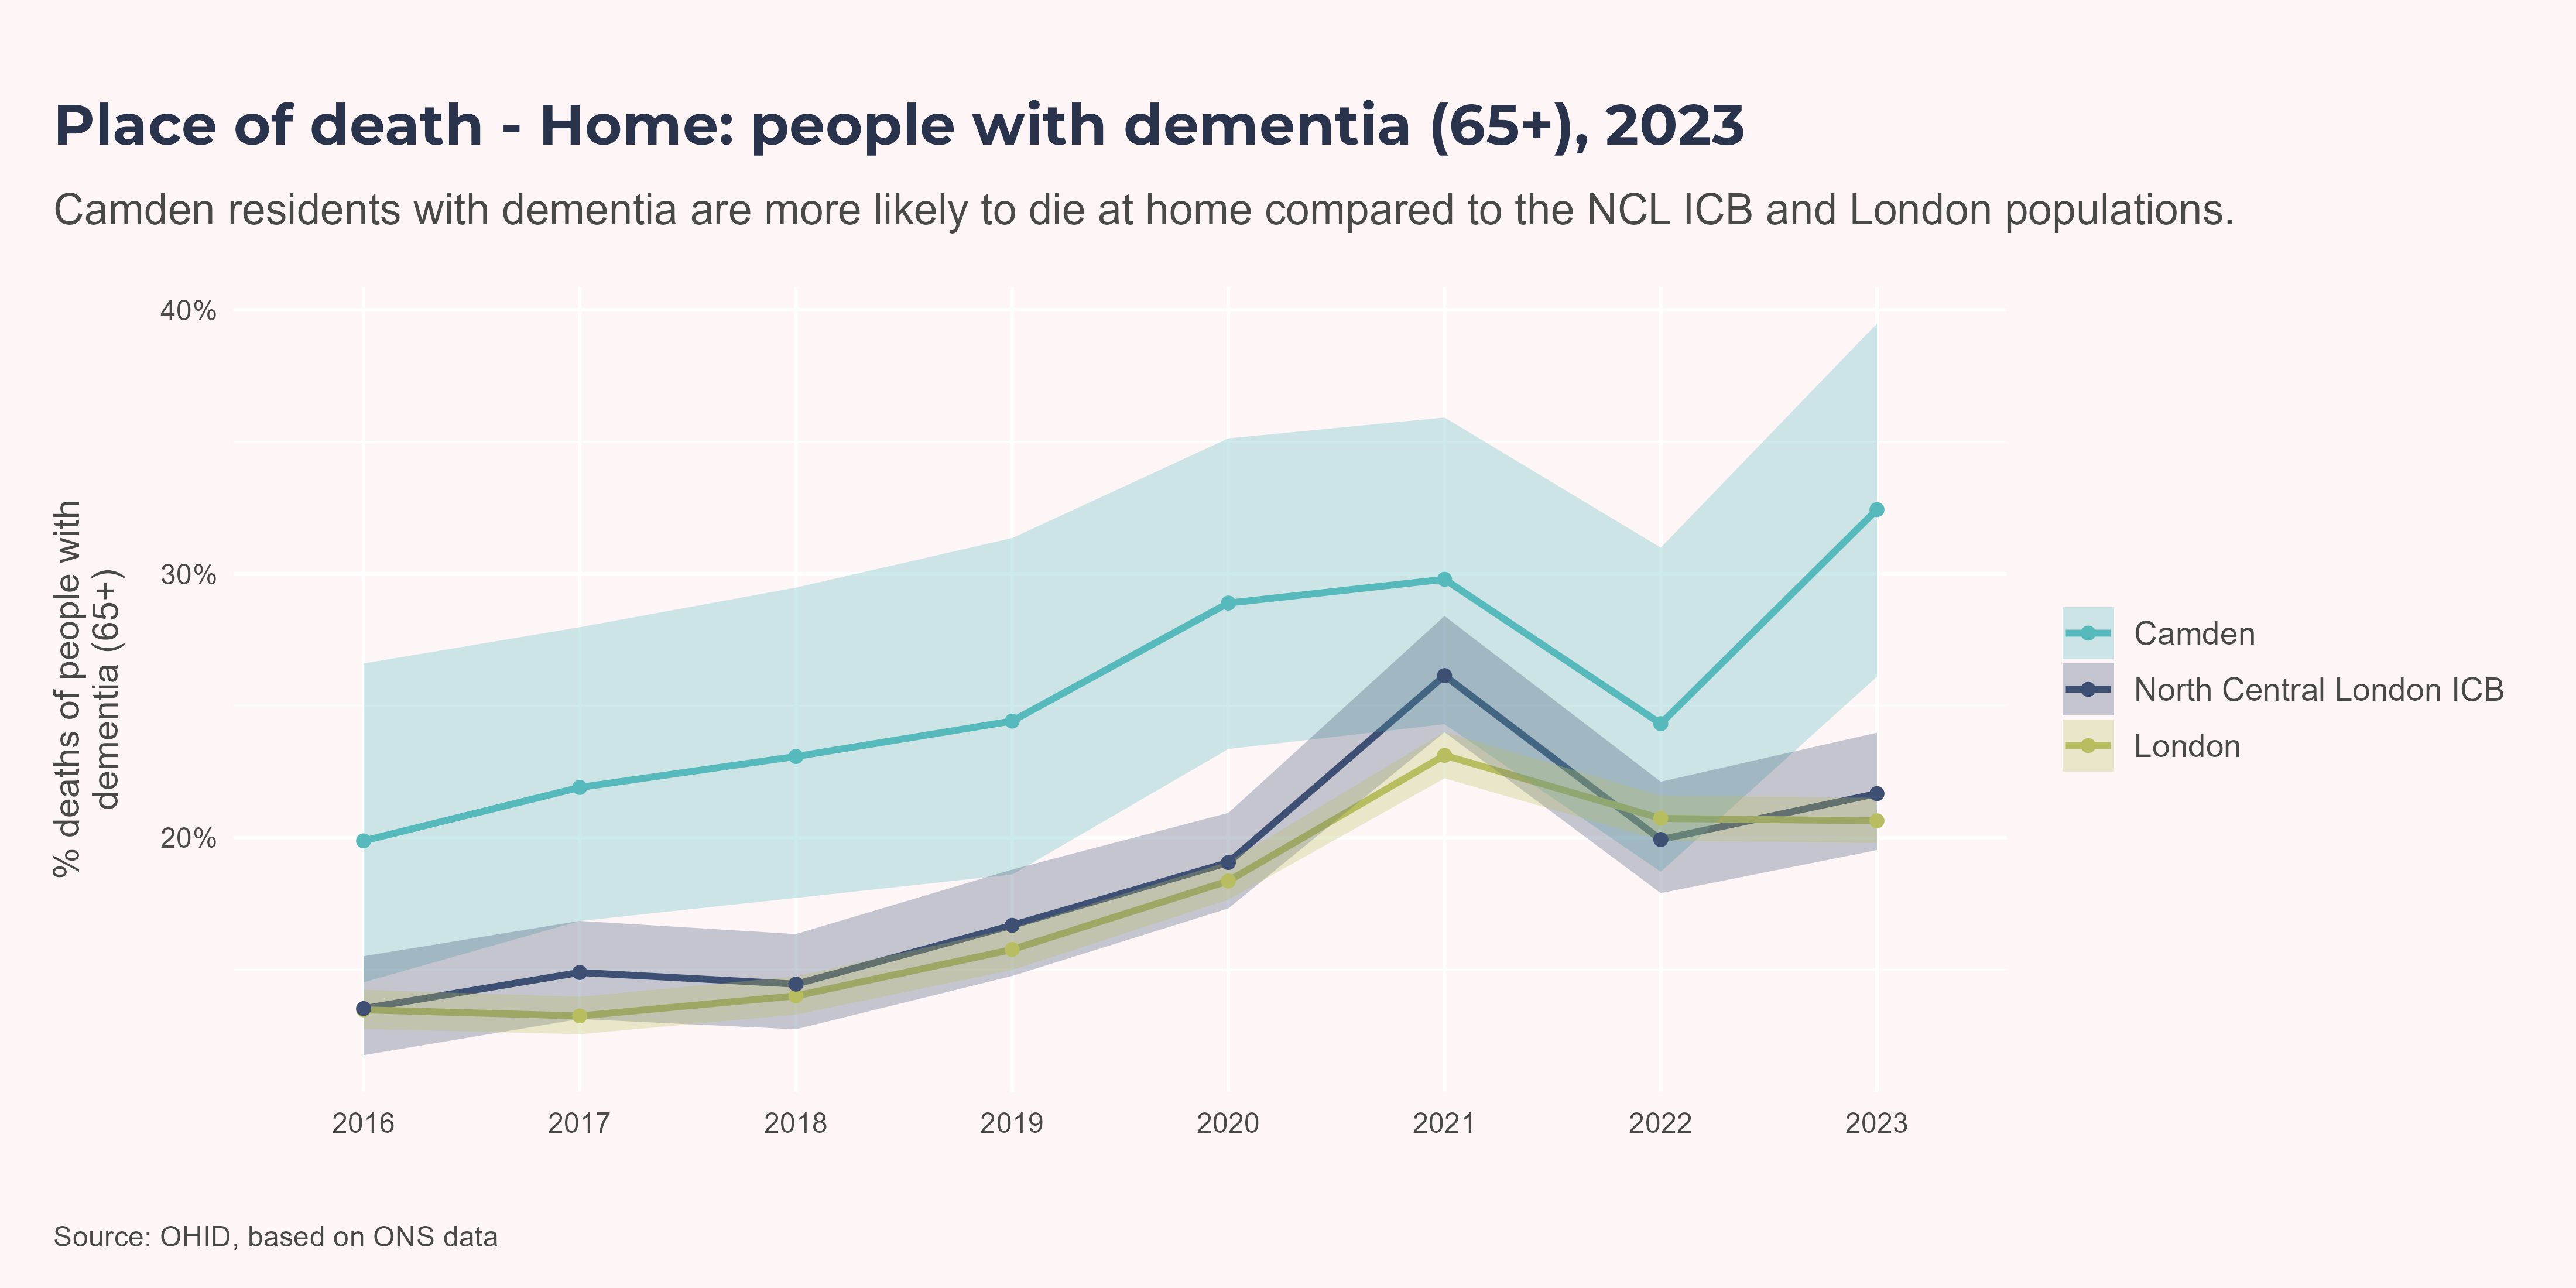 Place of death - Home: people with dementia (65+), 2023
Camden residents with dementia are more likely to die at home compared to the NCL ICB and London populations.
% deaths of people with
dementia (65+)
40%
30%
20%
2016
2017
2018
2019
2020
2021
2022
2023
Camden
North Central London ICB
London
Source: OHID, based on ONS data